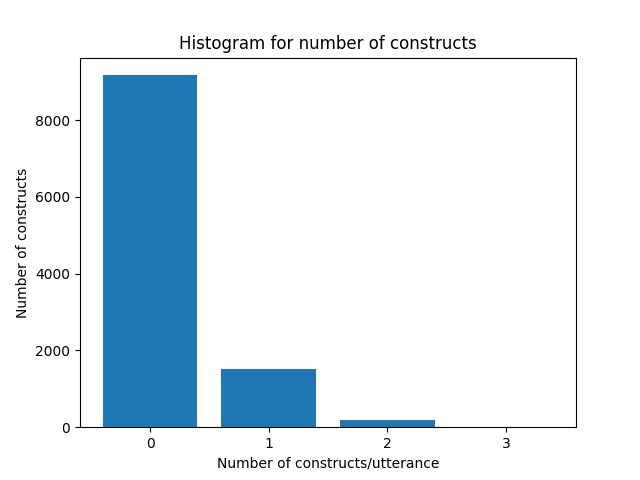 Histogram for number of constructs
Number of constructs
8000
6000
4000
2000
0
0 1 2 3
Number of constructs/utterance